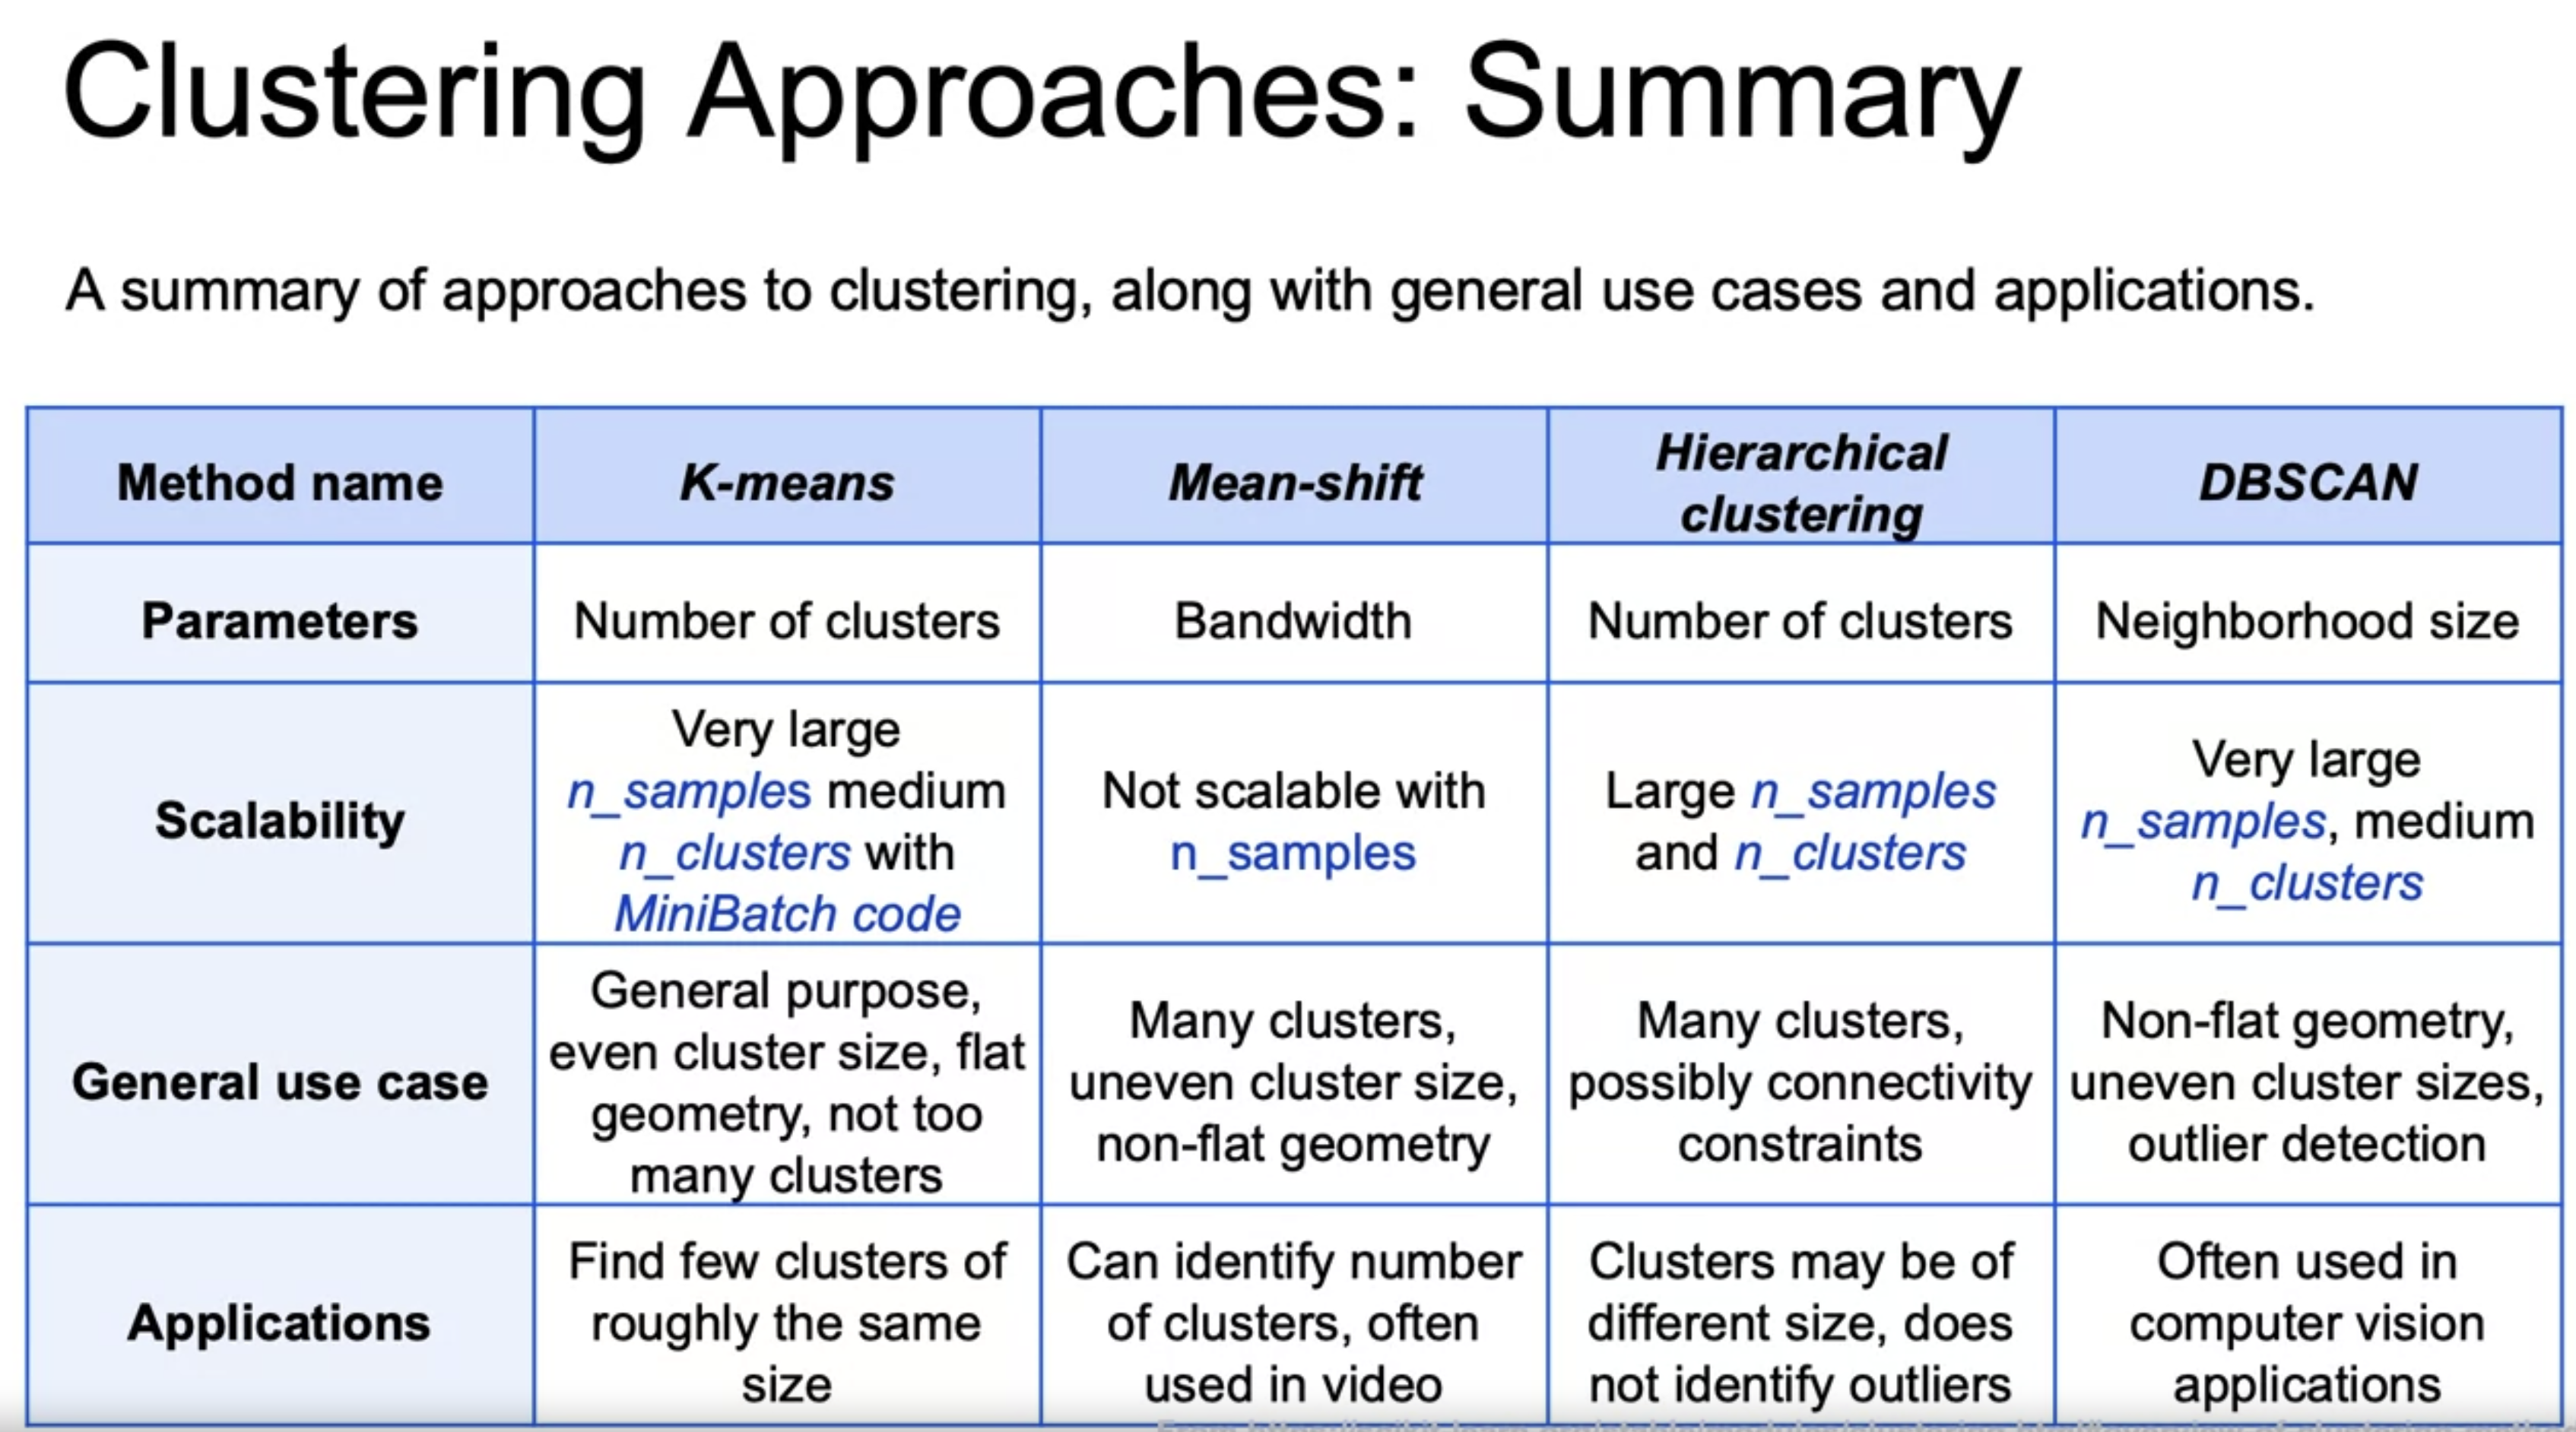 Clustering Approaches: Summary
A summary of approaches to clustering, along with general use cases and applications.
Method name
K-means
Mean-shift
Hierarchical
clustering
DBSCAN
Parameters
Number of clusters
Bandwidth
Number of clusters
Neighborhood size
Scalability
Very large
n_samples medium
n_clusters with
MiniBatch code
Not scalable with
n_samples
Large n_samples
and n_clusters
Very large
n_samples, medium
n_clusters
General use case
General purpose,
even cluster size, flat
geometry, not too
many clusters
Many clusters,
uneven cluster size,
non-flat geometry
Many clusters,
possibly connectivity
constraints
Non-flat geometry,
uneven cluster sizes,
outlier detection
Applications
Find few clusters of
roughly the same
size
Can identify number
of clusters, often
used in video
Clusters may be of
different size, does
not identify outliers
Often used in
computer vision
applications